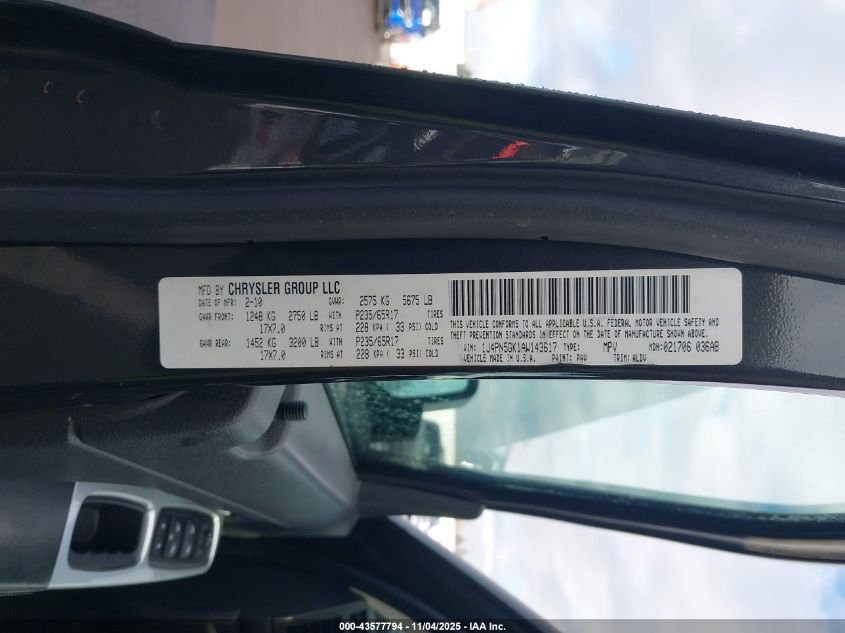 MFD BY CHRYSLER GROUP LLC
DATE OF MFR: 2-10 GVWR: 2575 KG 5675 LB
GAWR FRONT: 1248 KG 2750 LB WITH P235/65R17 TIRES
17X7.0 RIMS AT 228 KPA ( 33 PSI) COLD
GAWR REAR: 1452 KG 3200 LB WITH P235/65R17 TIRES
17X7.0 RIMS AT 228 KPA ( 33 PSI) COLD
THIS VEHICLE CONFORMS TO ALL APPLICABLE U.S.A. FEDERAL MOTOR VEHICLE SAFETY AND
THEFT PREVENTION STANDARDS IN EFFECT ON THE DATE OF MANUFACTURE SHOWN ABOVE.
VIN: 1J4PN5GK1AW143617 TYPE: MPV MDH:021706 036AB
VEHICLE MADE IN U.S.A. PAINT: PAV TRIM: ALDV
000-43577794 - 11/04/2025 - IAA Inc.